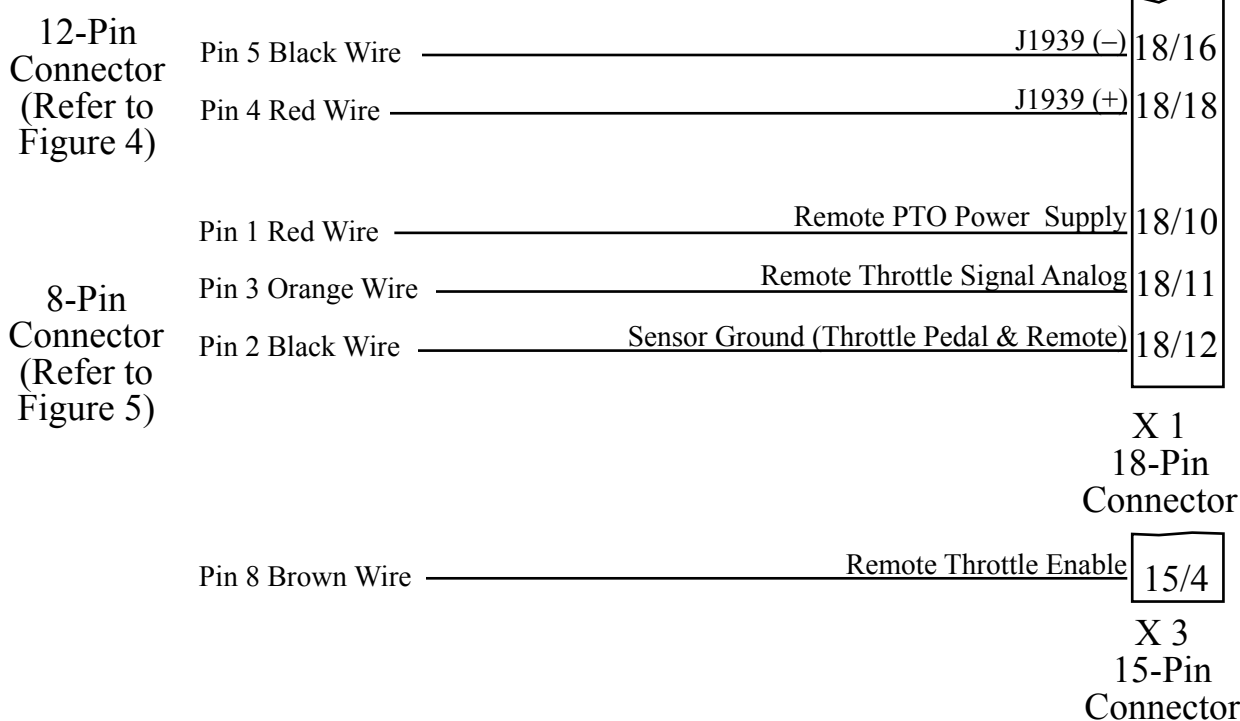 12-Pin
Connector
(Refer to
Figure 4)
Pin 5 Black Wire J1939 (–) 18/16
Pin 4 Red Wire J1939 (+) 18/18
8-Pin
Connector
(Refer to
Figure 5)
Pin 1 Red Wire Remote PTO Power Supply 18/10
Pin 3 Orange Wire Remote Throttle Signal Analog 18/11
Pin 2 Black Wire Sensor Ground (Throttle Pedal & Remote) 18/12
X 1
18-Pin
Connector
Pin 8 Brown Wire Remote Throttle Enable 15/4
X 3
15-Pin
Connector